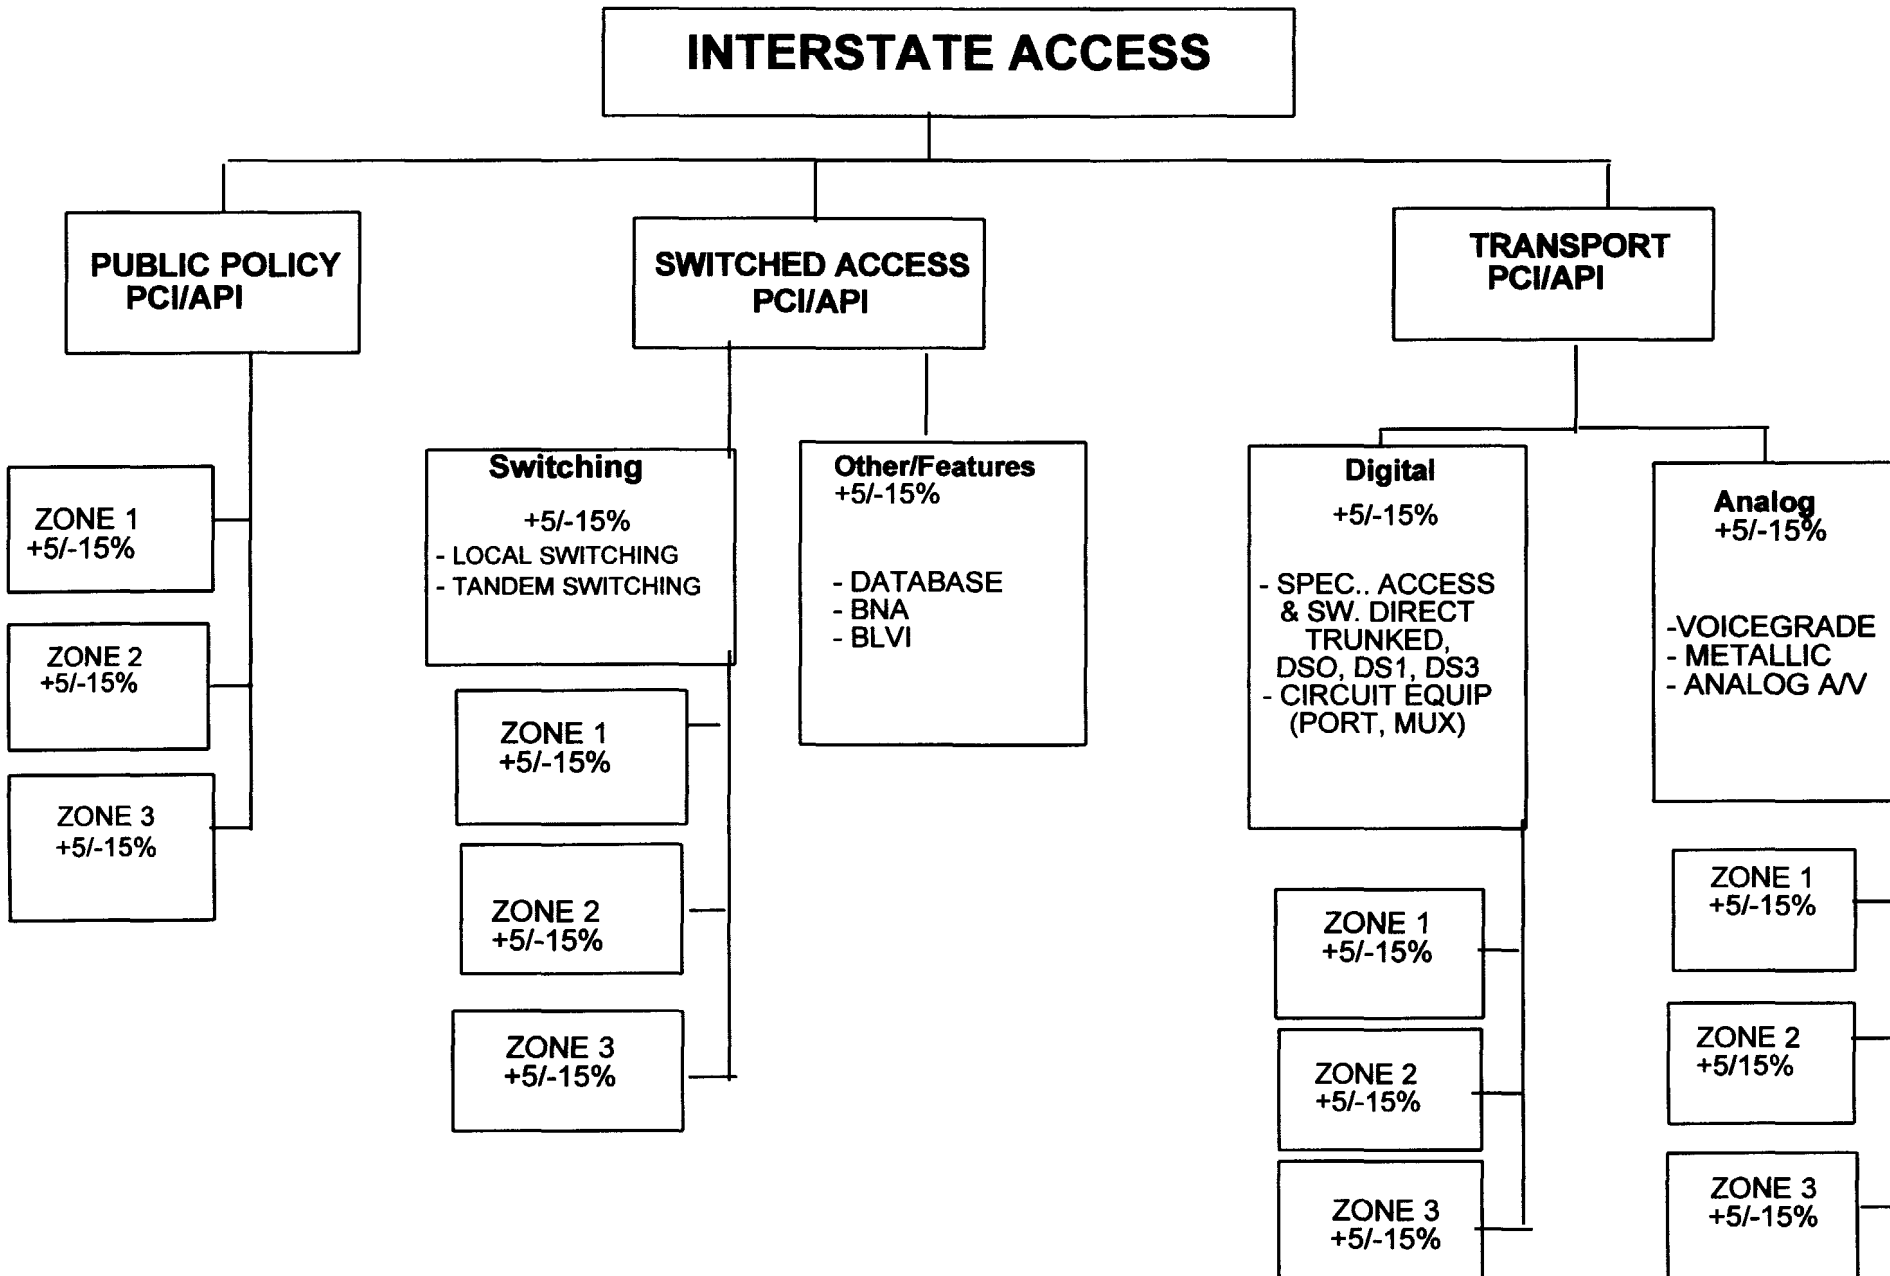 INTERSTATE ACCESS
PUBLIC POLICY
PCI/API
SWITCHED ACCESS
PCI/API
TRANSPORT
PCI/API
ZONE 1
+5/-15%
ZONE 2
+5/-15%
ZONE 3
+5/-15%
Switching
+5/-15%
- LOCAL SWITCHING
- TANDEM SWITCHING
ZONE 1
+5/-15%
ZONE 2
+5/-15%
ZONE 3
+5/-15%
Other/Features
+5/-15%
- DATABASE
- BNA
- BLVI
Digital
+5/-15%
- SPEC.. ACCESS
& SW. DIRECT
TRUNKED,
DSO, DS1, DS3
- CIRCUIT EQUIP
(PORT, MUX)
ZONE 1
+5/-15%
ZONE 2
+5/-15%
ZONE 3
+5/-15%
Analog
+5/-15%
-VOICEGRADE
- METALLIC
- ANALOG A/V
ZONE 1
+5/-15%
ZONE 2
+5/15%
ZONE 3
+5/-15%